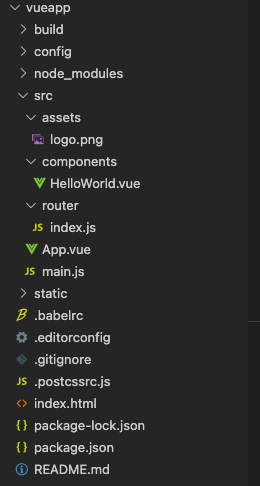 vueapp
build
config
node_modules
src
assets
logo.png
components
HelloWorld.vue
router
JS index.js
App.vue
JS main.js
static
.babelrc
.editorconfig
.gitignore
JS .postcssrc.js
index.html
package-lock.json
package.json
README.md